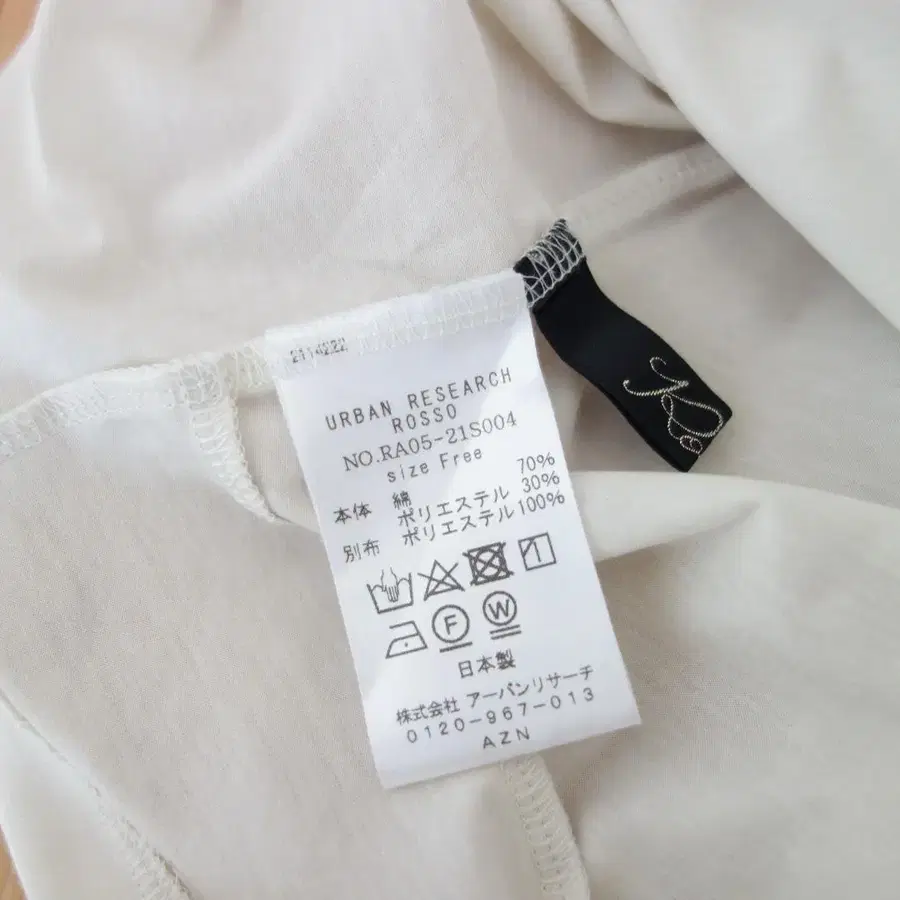 2114222
URBAN RESEARCH
ROSSO
NO.RA05-21S004
size Free
本体 綿 70%
ポリエステル 30%
別布 ポリエステル 100%
F W
日本製
株式会社 アーバンリサーチ
0120-967-013
AZN